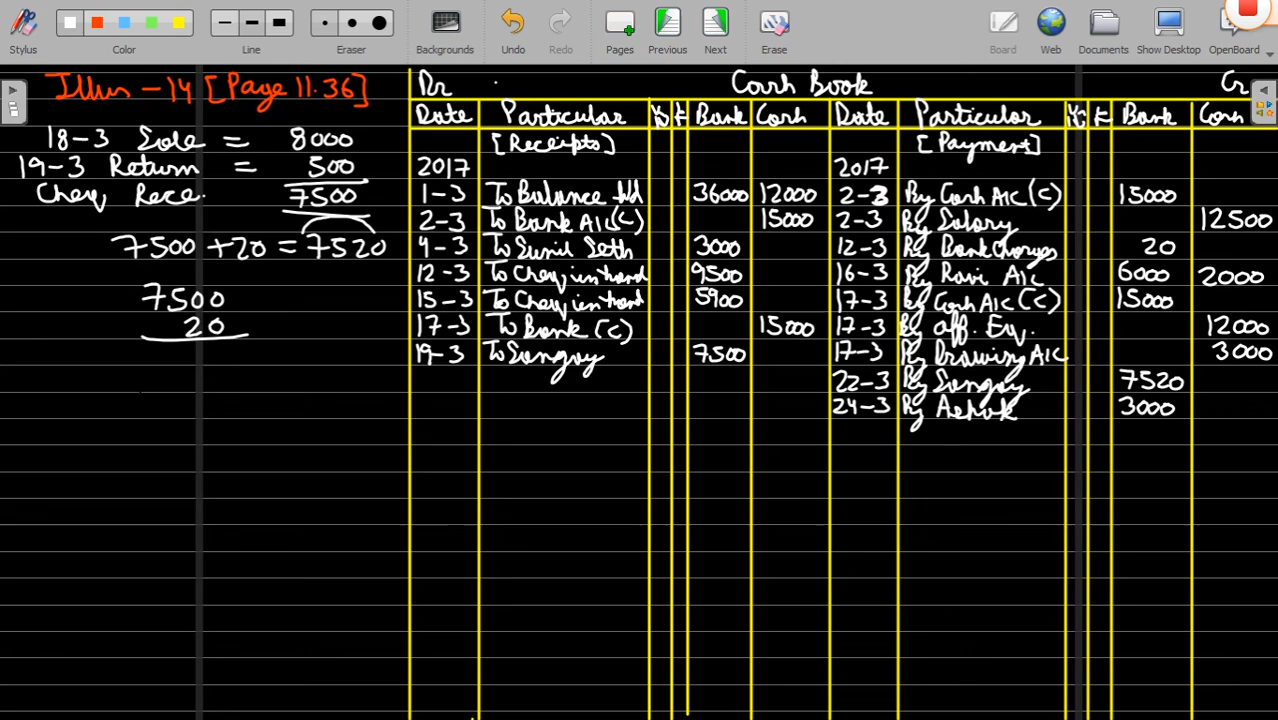 Stylus Color Line Eraser Backgrounds Undo Redo Pages Previous Next Erase Board Web Documents Show Desktop OpenBoard
Illus - 14 [Page 11.36]
18-3 Sale = 8000
19-3 Return = 500
Cheq Rece. 7500
7500 + 20 = 7520
7500
20
Dr Cash Book Cr
Date Particular Bank Cash Date Particular Bank Cash
[Receipts] [Payment]
2017 2017
1-3 To Balance b/d 36000 12000 2-3 By Cash A/C (C) 15000
2-3 To Bank A/C (C) 15000 2-3 By Salary 12500
4-3 To Sunil Seth 3000 12-3 By Bank Charges 20
12-3 To Cheq in hand 9500 16-3 By Ravi A/C 6000 2000
15-3 To Cheq in hand 5900 17-3 By Cash A/C (C) 15000
17-3 To Bank (C) 15000 17-3 By off. Eq. 12000
19-3 To Sanjay 7500 17-3 By Drawing A/C 3000
22-3 By Sanjay 7520
24-3 By Ashok 3000